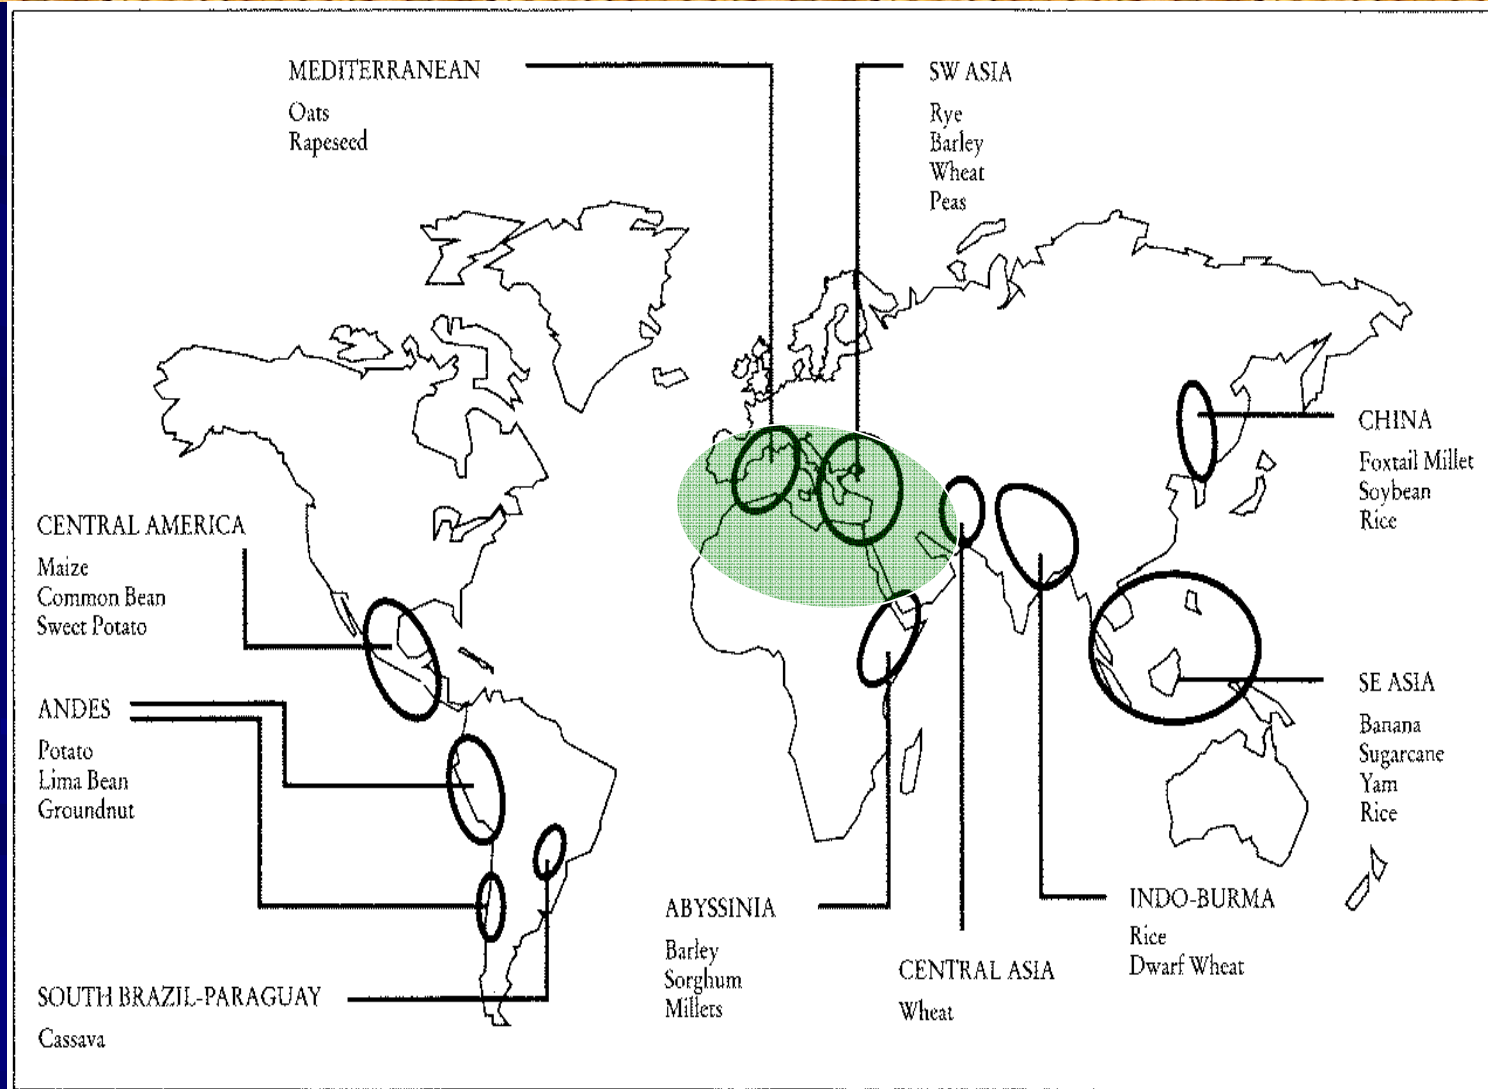 MEDITERRANEAN
Oats
Rapeseed
SW ASIA
Rye
Barley
Wheat
Peas
CHINA
Foxtail Millet
Soybean
Rice
CENTRAL AMERICA
Maize
Common Bean
Sweet Potato
SE ASIA
Banana
Sugarcane
Yam
Rice
ANDES
Potato
Lima Bean
Groundnut
ABYSSINIA
Barley
Sorghum
Millets
INDO-BURMA
Rice
Dwarf Wheat
CENTRAL ASIA
Wheat
SOUTH BRAZIL-PARAGUAY
Cassava